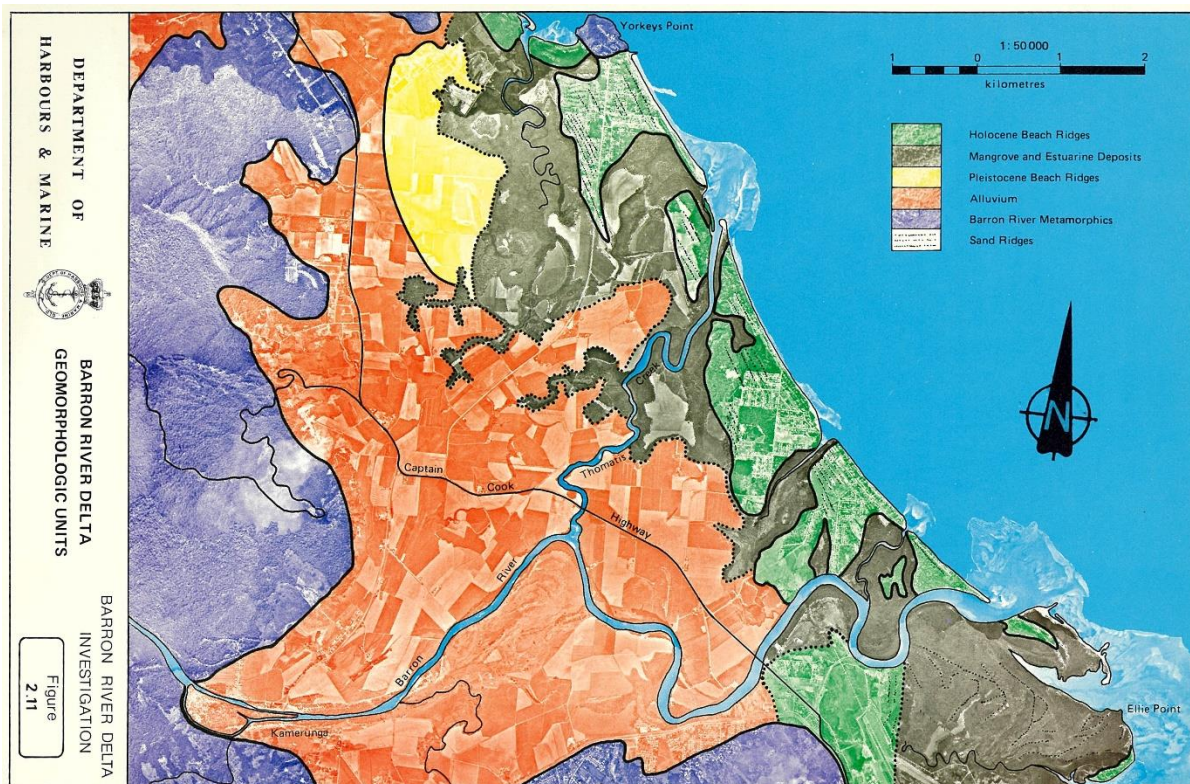 DEPARTMENT OF
HARBOURS & MARINE
BARRON RIVER DELTA
GEOMORPHOLOGIC UNITS
BARRON RIVER DELTA
INVESTIGATION
Figure
2.11
Yorkeys Point
1:50 000
1 0 1 2
kilometres
Holocene Beach Ridges
Mangrove and Estuarine Deposits
Pleistocene Beach Ridges
Alluvium
Barron River Metamorphics
Sand Ridges
N
Captain Cook Highway
Thomatis Creek
Barron River
Kamerunga
Ellie Point